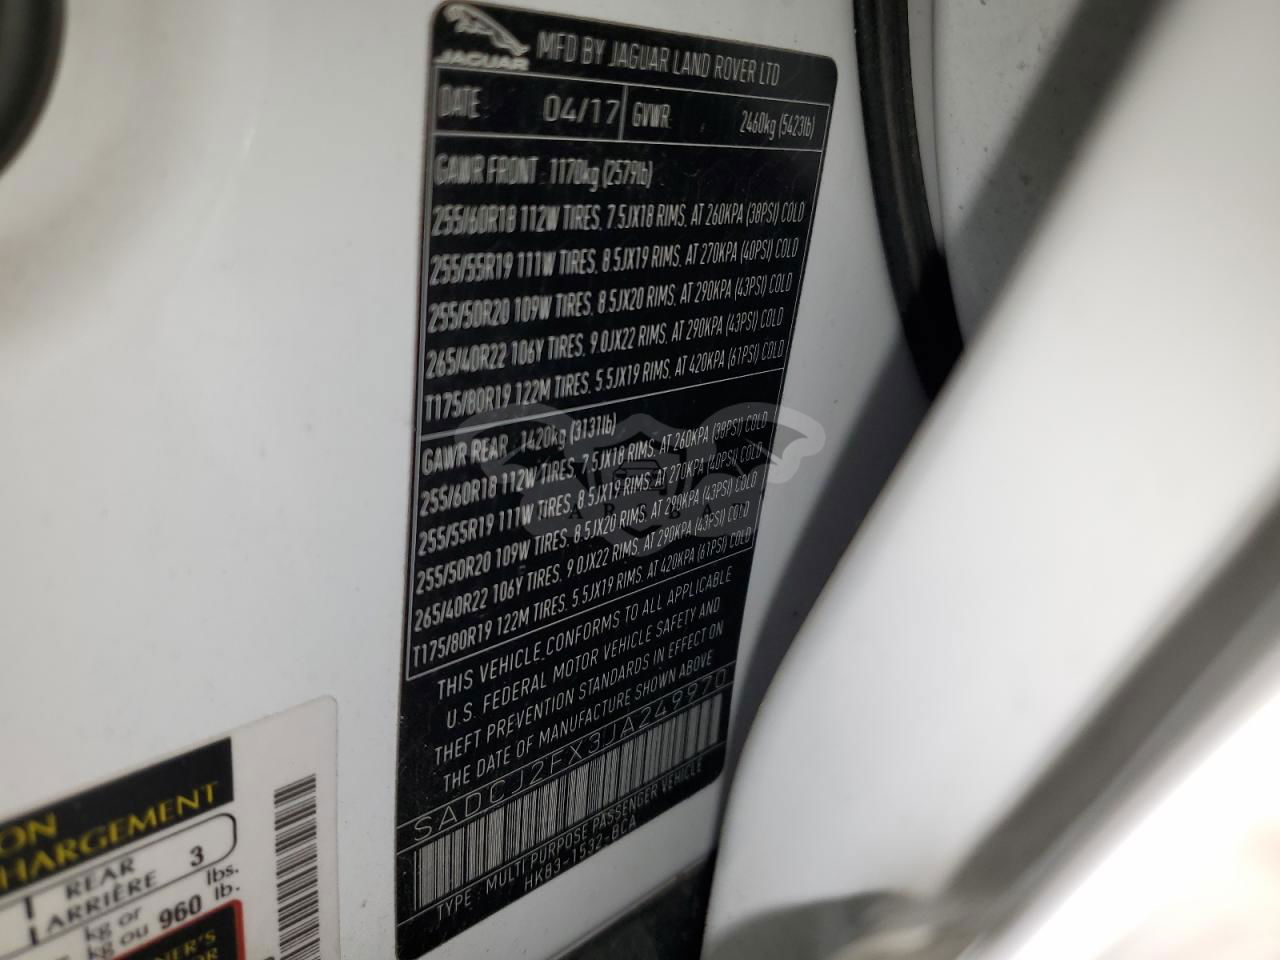 JAGUAR
MFD BY JAGUAR LAND ROVER LTD
DATE 04/17 GVWR: 2460kg (5423lb)
GAWR FRONT 1170kg (2579lb)
255/60R18 112W TIRES, 7.5JX18 RIMS, AT 260KPA (38PSI) COLD
255/55R19 111W TIRES, 8.5JX19 RIMS, AT 270KPA (40PSI) COLD
255/50R20 109W TIRES, 8.5JX20 RIMS, AT 290KPA (43PSI) COLD
265/40R22 106Y TIRES, 9.0JX22 RIMS, AT 290KPA (43PSI) COLD
T175/80R19 122M TIRES, 5.5JX19 RIMS, AT 420KPA (61PSI) COLD
GAWR REAR 1420kg (3131lb)
255/60R18 112W TIRES, 7.5JX18 RIMS, AT 260KPA (38PSI) COLD
255/55R19 111W TIRES, 8.5JX19 RIMS, AT 270KPA (40PSI) COLD
255/50R20 109W TIRES, 8.5JX20 RIMS, AT 290KPA (43PSI) COLD
265/40R22 106Y TIRES, 9.0JX22 RIMS, AT 290KPA (43PSI) COLD
T175/80R19 122M TIRES, 5.5JX19 RIMS, AT 420KPA (61PSI) COLD
THIS VEHICLE CONFORMS TO ALL APPLICABLE
U.S. FEDERAL MOTOR VEHICLE SAFETY AND
THEFT PREVENTION STANDARDS IN EFFECT ON
THE DATE OF MANUFACTURE SHOWN ABOVE
SADCJ2FX3JA249970
TYPE : MULTI PURPOSE PASSENGER VEHICLE
HK83-1532-BCA
ON
HARGEMENT
REAR
ARRIÈRE 3
kg or lbs.
kg ou 960 lb.